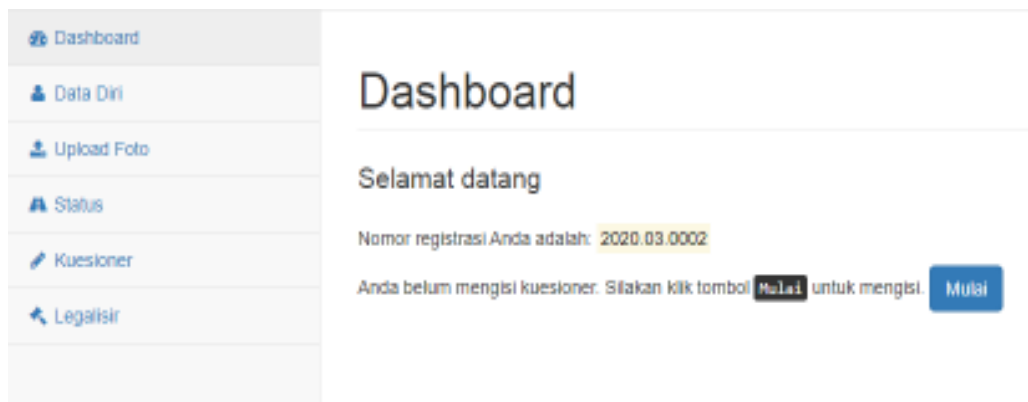 Dashboard
Data Diri
Upload Foto
Status
Kuesioner
Legalisir
Dashboard
Selamat datang
Nomor registrasi Anda adalah: 2020.03.0002
Anda belum mengisi kuesioner. Silakan klik tombol Mulai untuk mengisi. Mulai